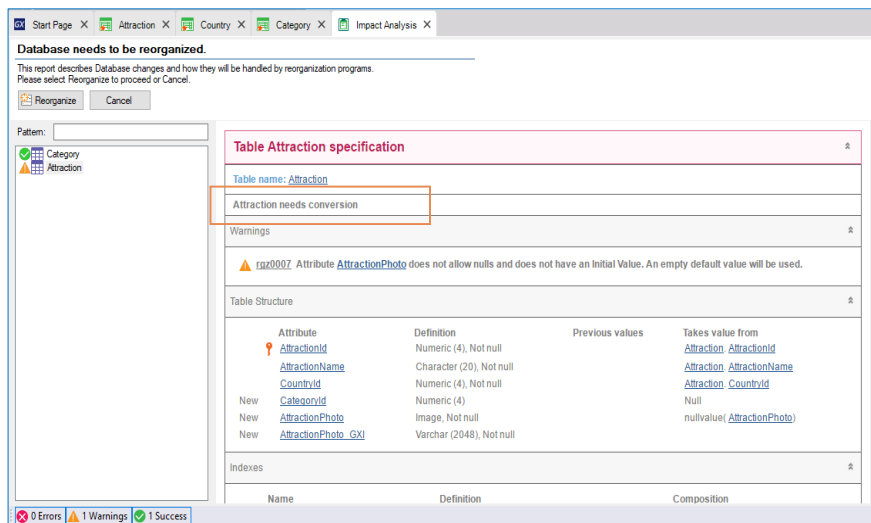 GX Start Page X Attraction X Country X Category X Impact Analysis X
Database needs to be reorganized.
This report describes Database changes and how they will be handled by reorganization programs.
Please select Reorganize to proceed or Cancel.
Reorganize Cancel
Pattern:
Category
Attraction
Table Attraction specification
Table name: Attraction
Attraction needs conversion
Warnings
rgz0007 Attribute AttractionPhoto does not allow nulls and does not have an Initial Value. An empty default value will be used.
Table Structure
Attribute Definition Previous values Takes value from
AttractionId Numeric (4), Not null Attraction. AttractionId
AttractionName Character (20), Not null Attraction. AttractionName
CountryId Numeric (4), Not null Attraction. CountryId
New CategoryId Numeric (4) Null
New AttractionPhoto Image, Not null nullvalue( AttractionPhoto)
New AttractionPhoto_GXI Varchar (2048), Not null
Indexes
Name Definition Composition
0 Errors 1 Warnings 1 Success